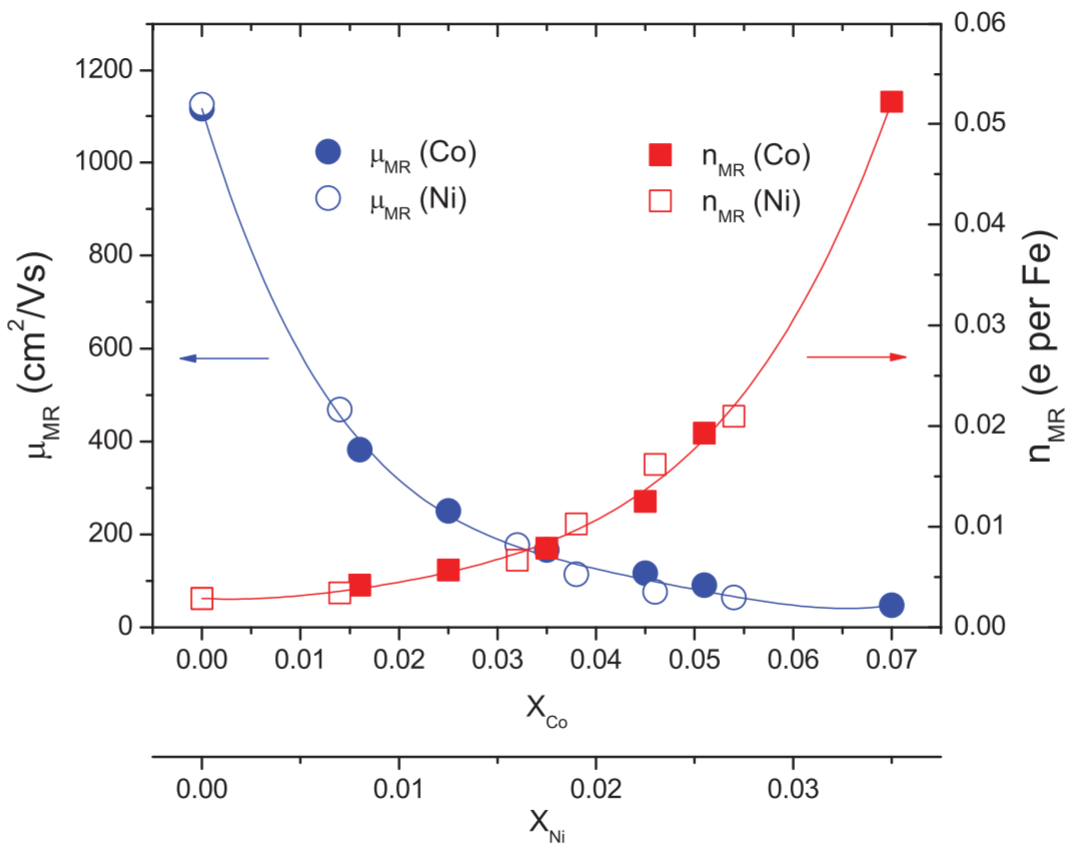 0.06
1200
0.05
μMR (Co)
nMR (Co)
1000
μMR (Ni)
nMR (Ni)
0.04
800
μMR (cm²/Vs)
nMR (e per Fe)
0.03
600
0.02
400
0.01
200
0
0.00
0.00 0.01 0.02 0.03 0.04 0.05 0.06 0.07
XCo
0.00 0.01 0.02 0.03
XNi